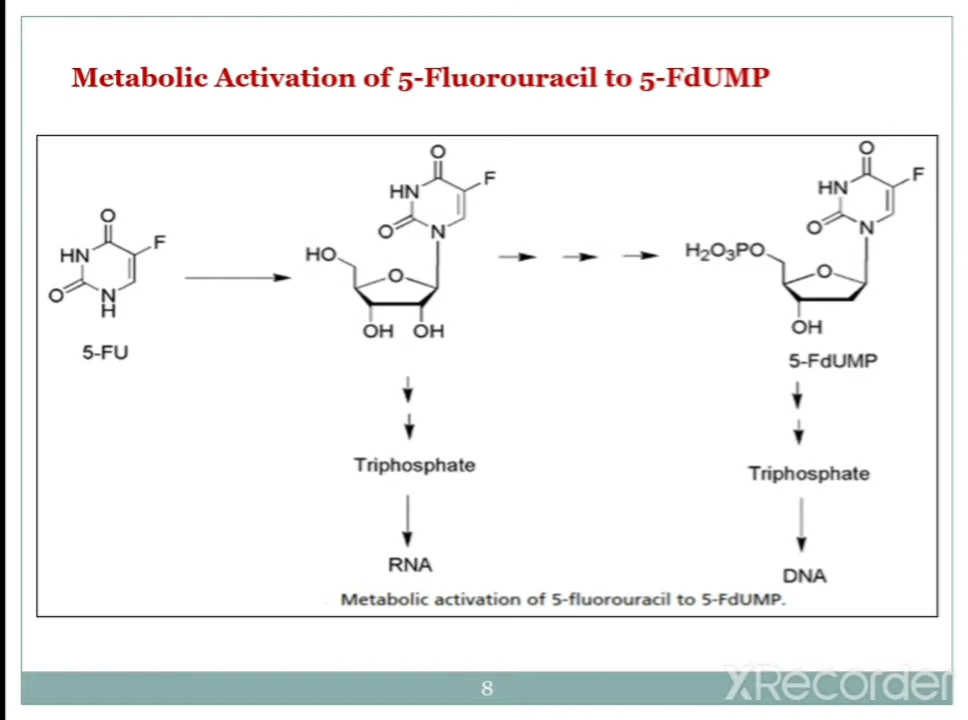 Metabolic Activation of 5-Fluorouracil to 5-FdUMP
O
HN
F
O
N
H
5-FU
O
HN
F
O
N
HO
O
OH OH
O
HN
F
O
N
H₂O₃PO
O
OH
5-FdUMP
Triphosphate
RNA
Triphosphate
DNA
Metabolic activation of 5-fluorouracil to 5-FdUMP.
8
XRecorder